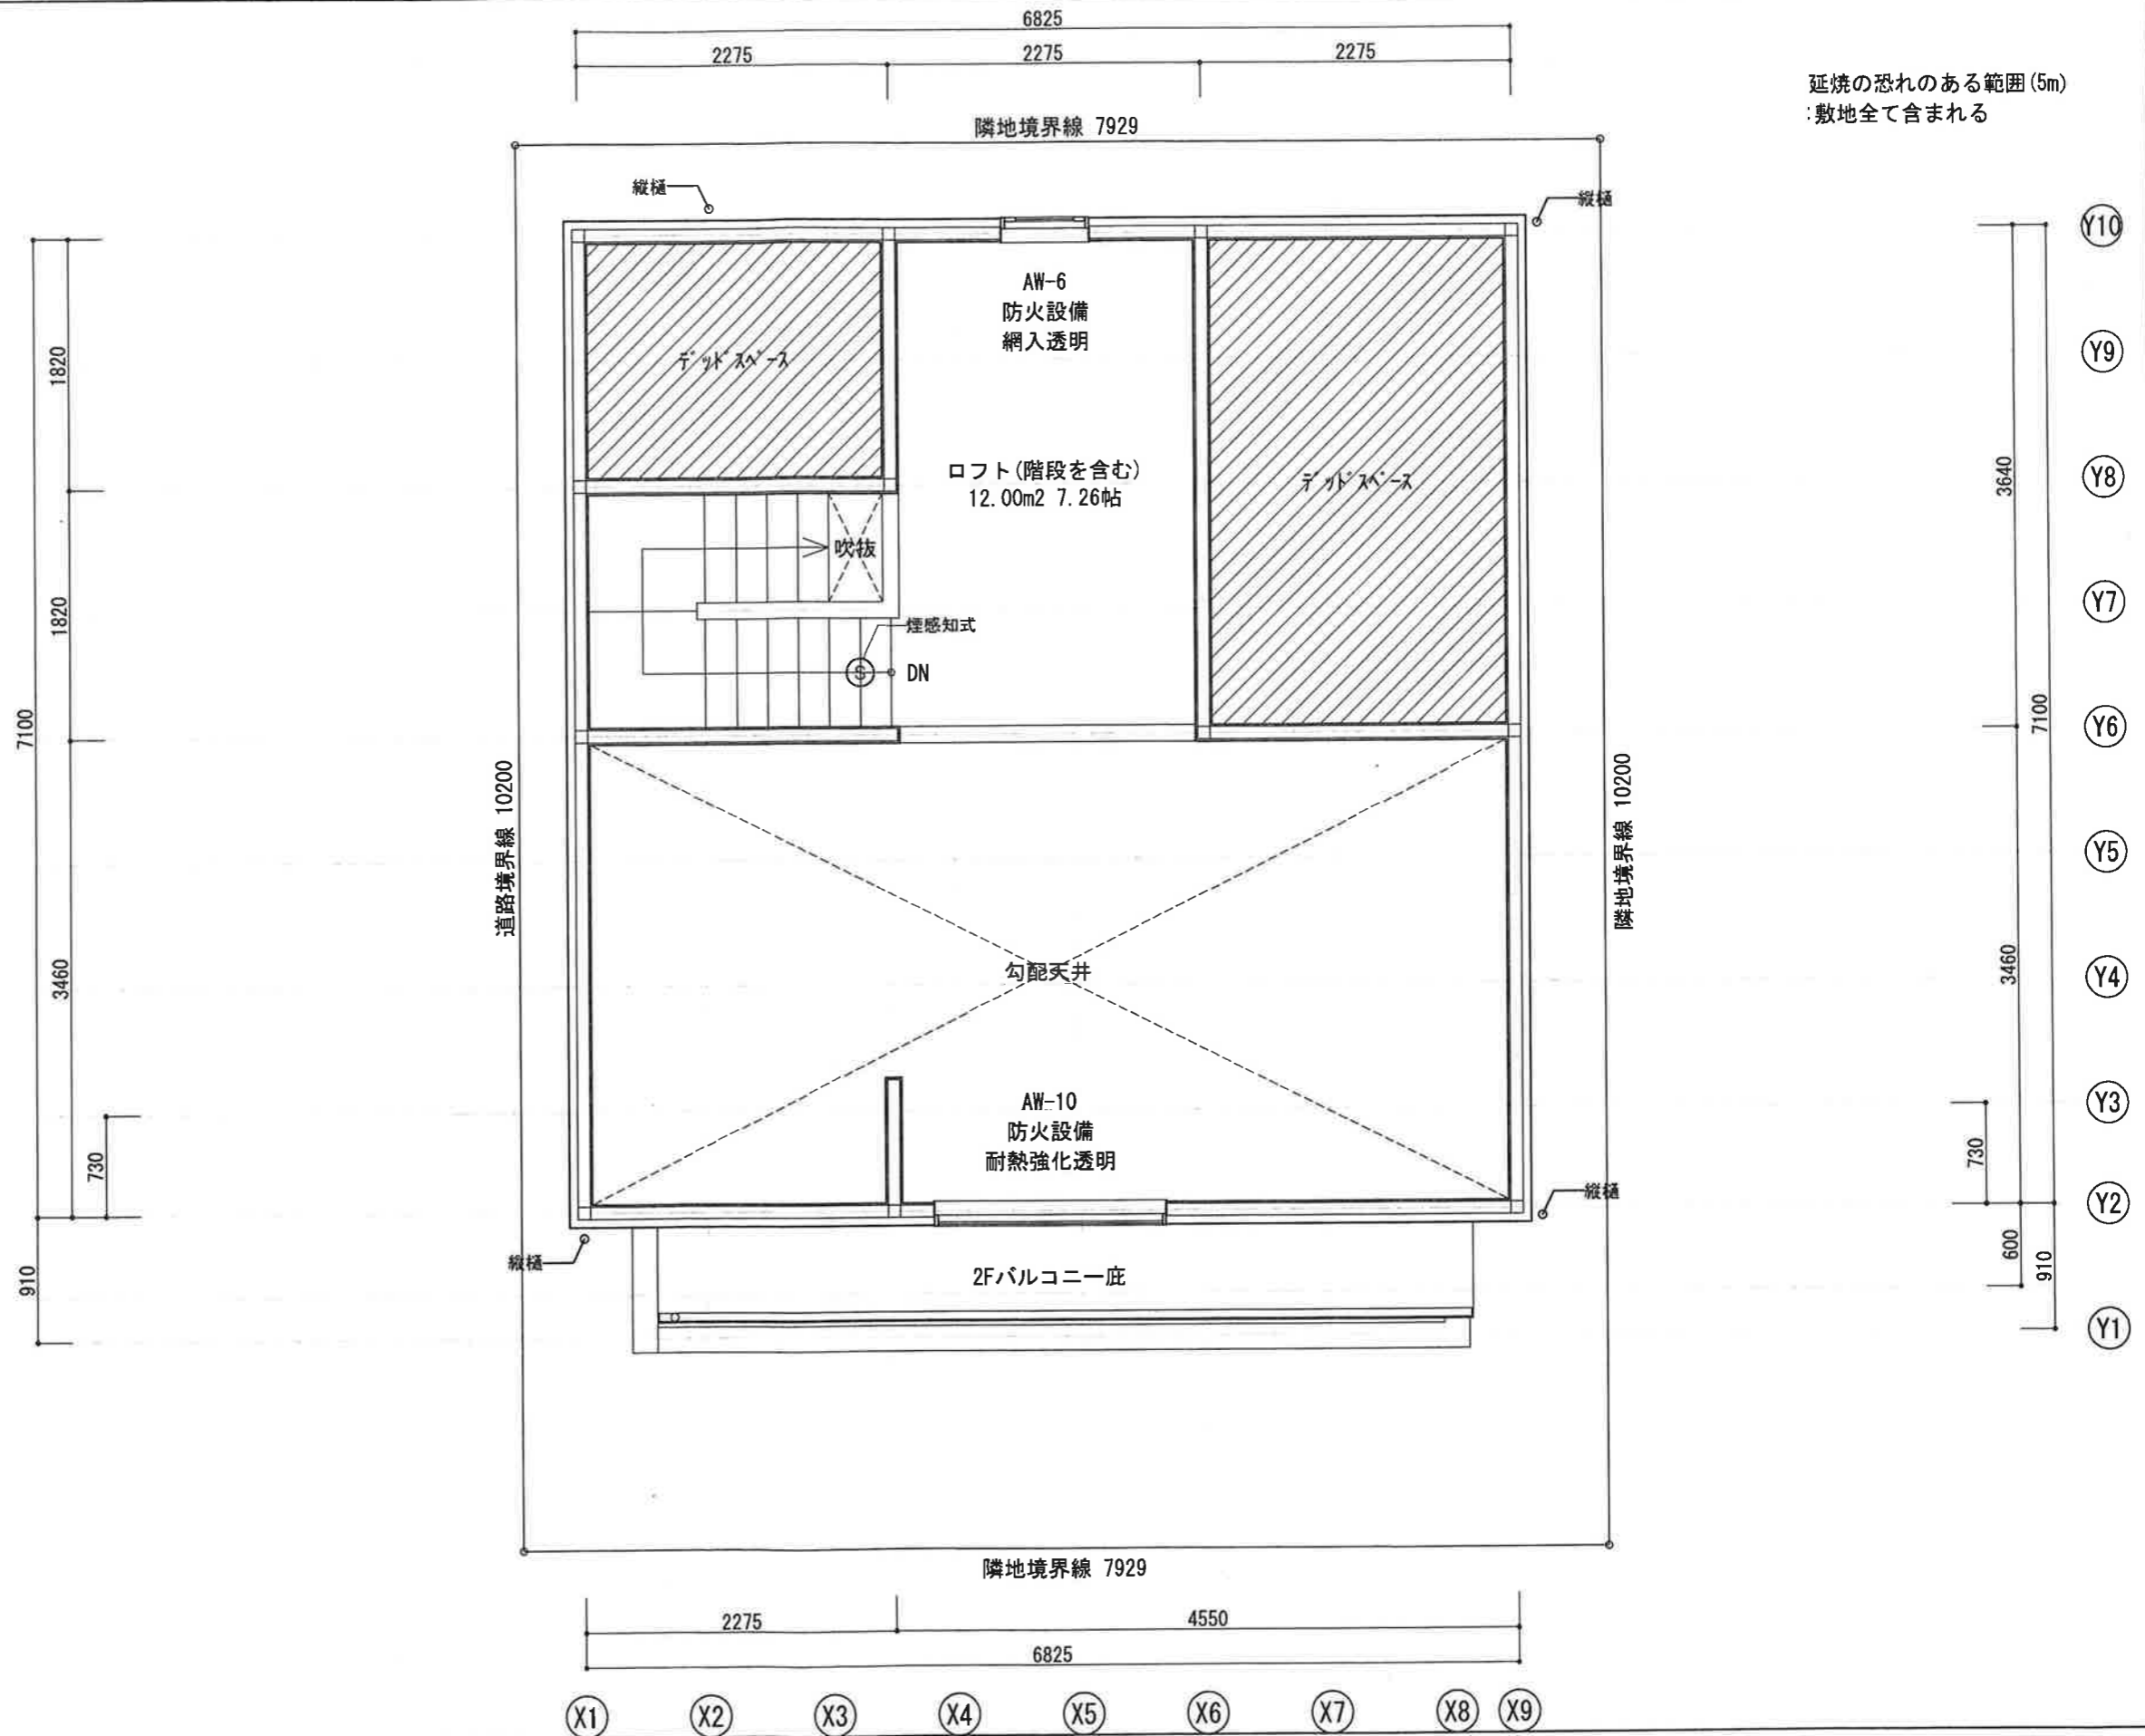 6825
2275
2275
2275
延焼の恐れのある範囲(5m)
:敷地全て含まれる
隣地境界線 7929
縦樋
縦樋
Y10
AW-6
防火設備
網入透明
1820
デッドスペース
Y9
ロフト(階段を含む)
12.00m2 7.26帖
デッドスペース
3640
Y8
吹抜
1820
煙感知式
Y7
S
DN
7100
7100
Y6
道路境界線 10200
隣地境界線 10200
Y5
3460
勾配天井
3460
Y4
AW-10
防火設備
耐熱強化透明
Y3
730
730
縦樋
Y2
縦樋
600
910
910
2Fバルコニー庇
Y1
隣地境界線 7929
2275
4550
6825
X1
X2
X3
X4
X5
X6
X7
X8
X9